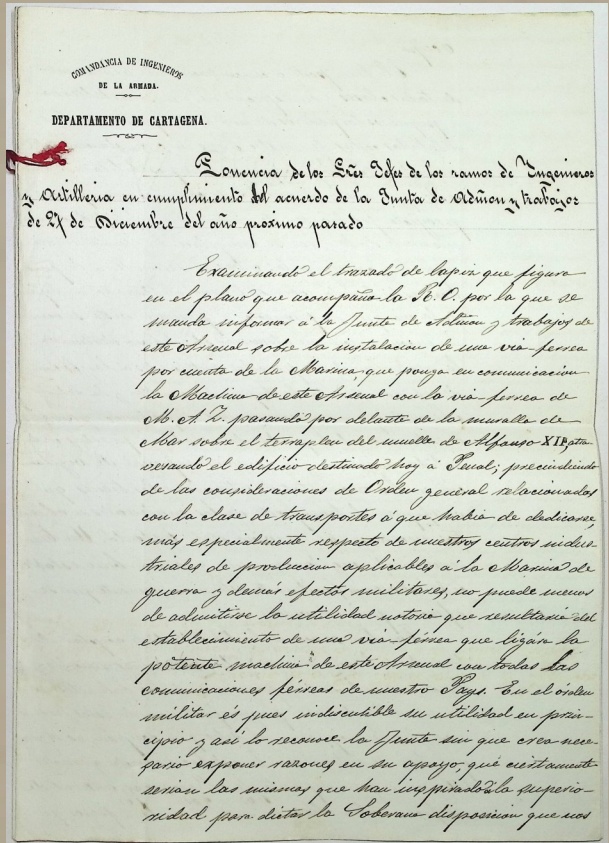 COMANDANCIA DE INGENIEROS
DE LA ARMADA.
DEPARTAMENTO DE CARTAGENA.
Ponencia de los Sres Jefes de los ramos de Yngenieros
y Artilleria en cumplimiento del acuerdo de la Junta de Admon y trabajos
de 27 de Diciembre del año proximo pasado
Examinando el trazado de lapiz que figura
en el plano que acompaña la R. O. por la que se
manda informar á la Junta de Admon y trabajos de
este Arsenal sobre la instalacion de una via ferrea
por cuenta de la Marina, que ponga en comunicacion
la Machina de este Arsenal con la via ferrea de
M. A. Z. pasando por delante de la muralla de
Mar sobre el terraplen del muelle de Alfonso XII, atra
vesando el edificio destinado hoy á Penal; precindiendo
de las consideraciones de Orden general relacionadas
con la clase de transportes á que habia de dedicarse,
más especialmente respecto de nuestros centros indus-
triales de produccion aplicables á la Marina de
guerra y demás efectos militares, no puede menos
de admitirse la utilidad notoria que resultaria del
establecimiento de una via férrea que ligára la
potente machina de este Arsenal con todas las
comunicaciones férreas de nuestro Pays. En el orden
militar és pues indiscutible su utilidad en prin-
cipio y así lo reconoce la Junta sin que crea nece-
sario exponer razones en su apoyo, que ciertamente
serian las mismas que han inspirado á la superio-
ridad para dictar la Soberana disposicion que nos